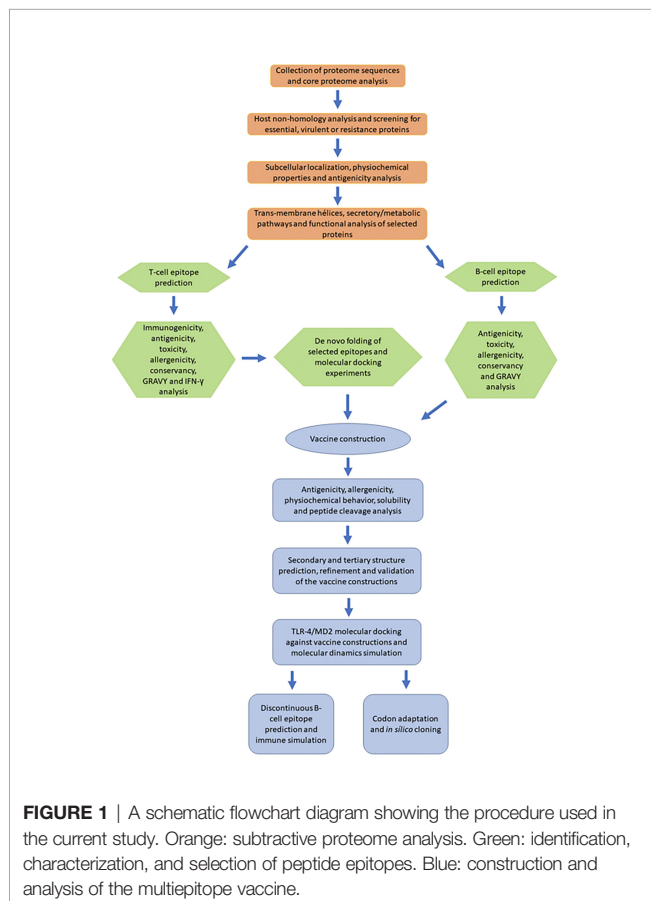 Collection of proteome sequences
and core proteome analysis
Host non-homology analysis and screening for
essential, virulent or resistance proteins
Subcellular localization, physiochemical
properties and antigenicity analysis
Trans-membrane hélices, secretory/metabolic
pathways and functional analysis of selected
proteins
T-cell epitope
prediction
B-cell epitope
prediction
Immunogenicity,
antigenicity,
toxicity,
allergenicity,
conservancy,
GRAVY and IFN-γ
analysis
De novo folding of
selected epitopes and
molecular docking
experiments
Antigenicity,
toxicity,
allergenicity,
conservancy
and GRAVY
analysis
Vaccine construction
Antigenicity, allergenicity,
physiochemical behavior, solubility
and peptide cleavage analysis
Secondary and tertiary structure
prediction, refinement and validation
of the vaccine constructions
TLR-4/MD2 molecular docking
against vaccine constructions and
molecular dinamics simulation
Discontinuous B-
cell epitope
prediction and
immune simulation
Codon adaptation
and in sílico cloning
FIGURE 1 | A schematic flowchart diagram showing the procedure used in
the current study. Orange: subtractive proteome analysis. Green: identification,
characterization, and selection of peptide epitopes. Blue: construction and
analysis of the multiepitope vaccine.